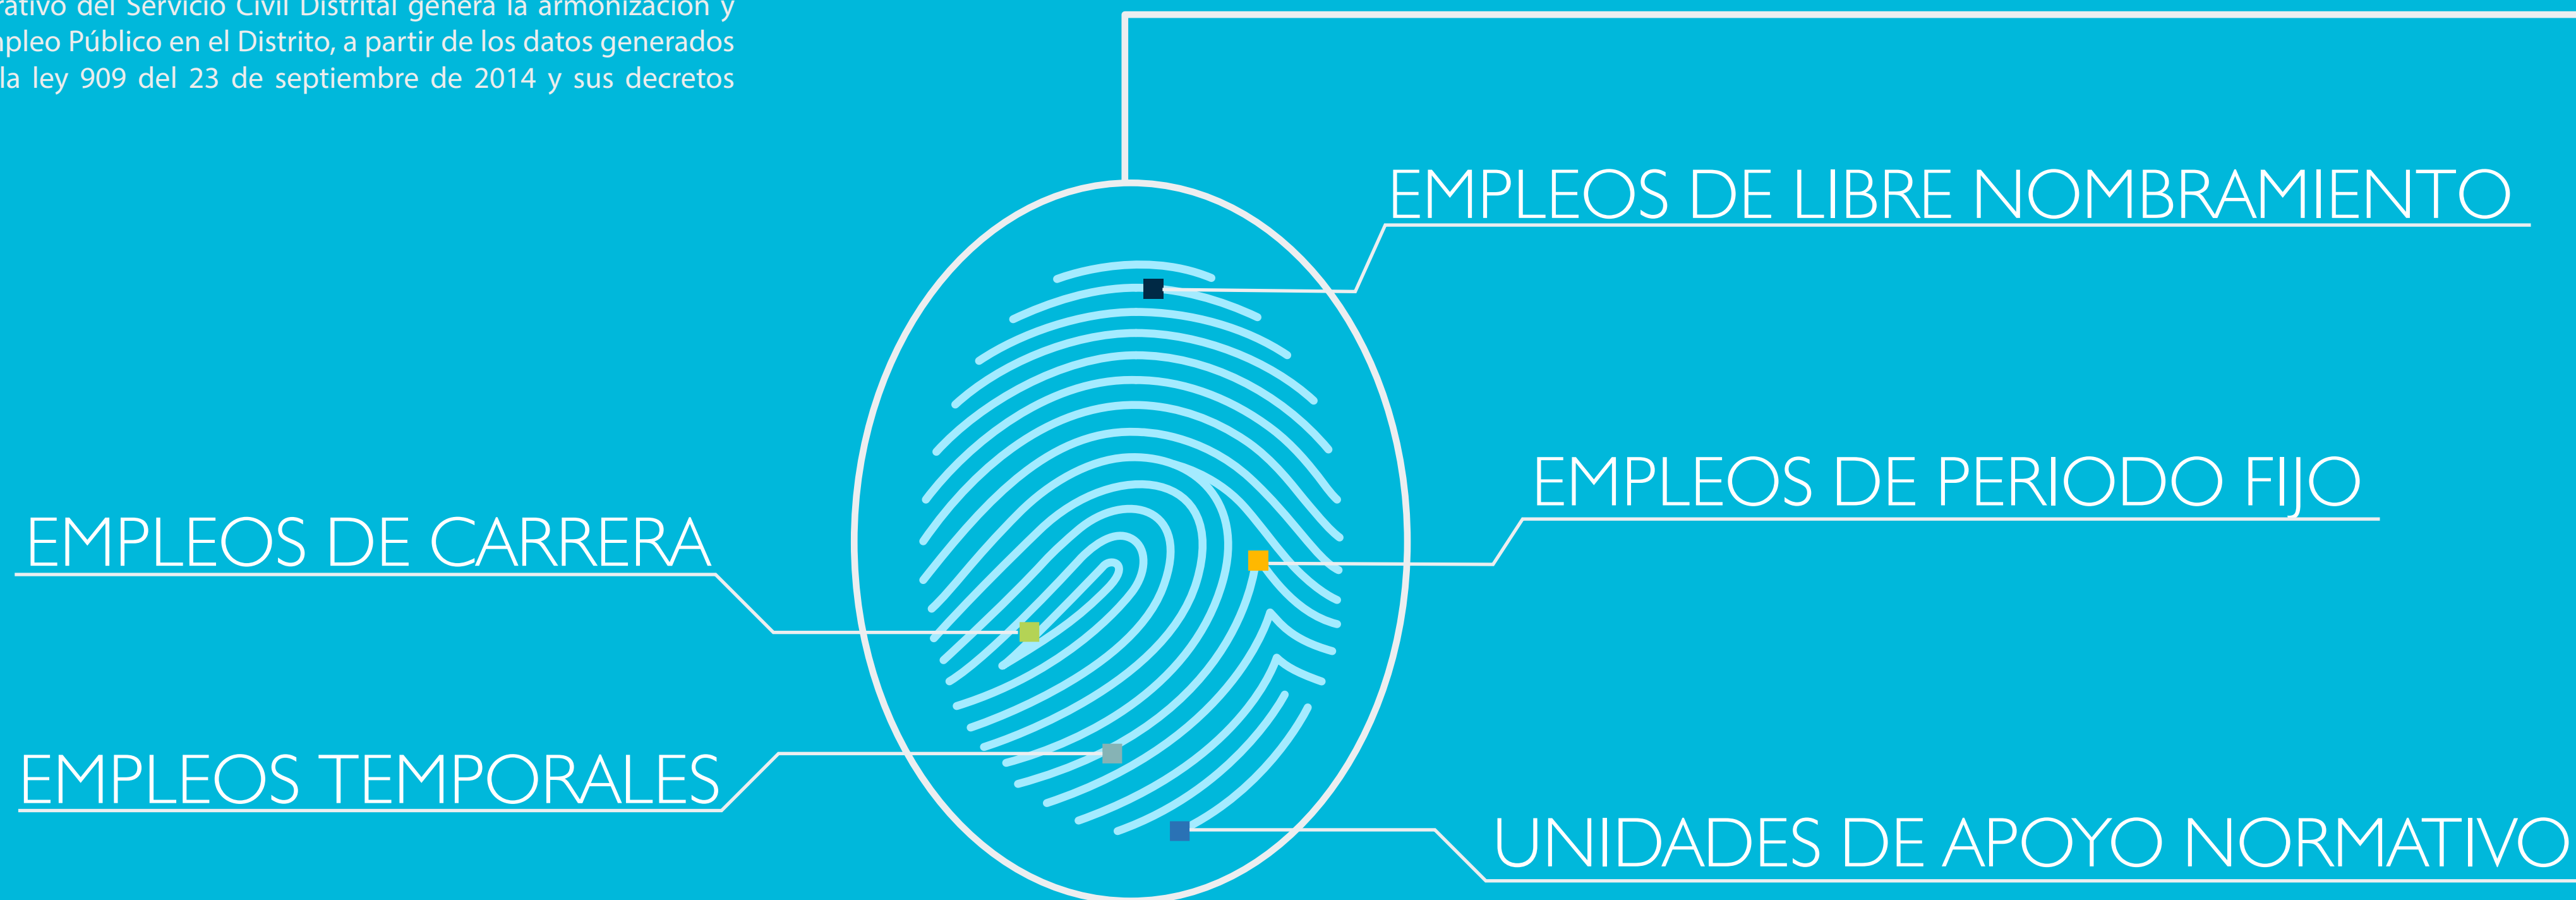 rativo del Servicio Civil Distrital genera la armonización y
mpleo Público en el Distrito, a partir de los datos generados
la ley 909 del 23 de septiembre de 2014 y sus decretos
EMPLEOS DE LIBRE NOMBRAMIENTO
EMPLEOS DE PERIODO FIJO
EMPLEOS DE CARRERA
EMPLEOS TEMPORALES
UNIDADES DE APOYO NORMATIVO